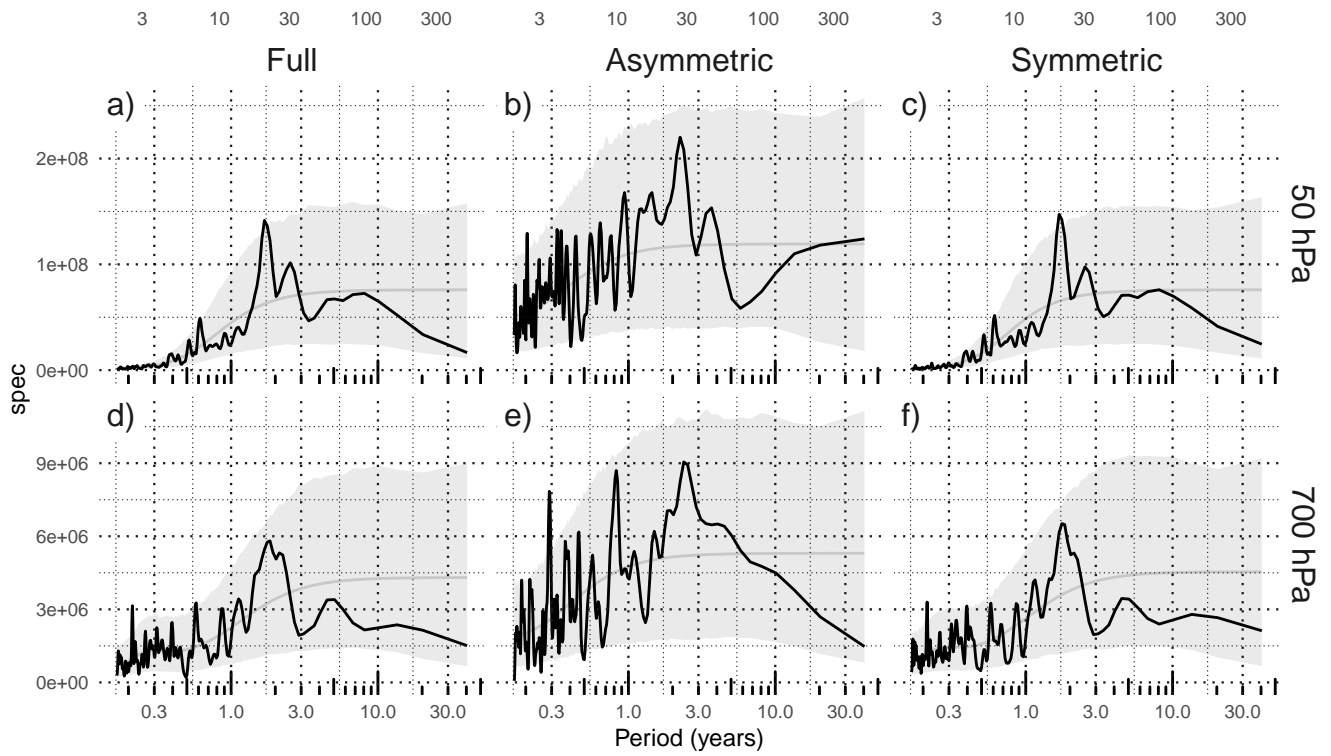 3 10 30 100 300 3 10 30 100 300 3 10 30 100 300
Full Asymmetric Symmetric
a) b) c)
2e+08
1e+08
0e+00
50 hPa
spec
d) e) f)
9e+06
6e+06
3e+06
0e+00
700 hPa
0.3 1.0 3.0 10.0 30.0 0.3 1.0 3.0 10.0 30.0 0.3 1.0 3.0 10.0 30.0
Period (years)